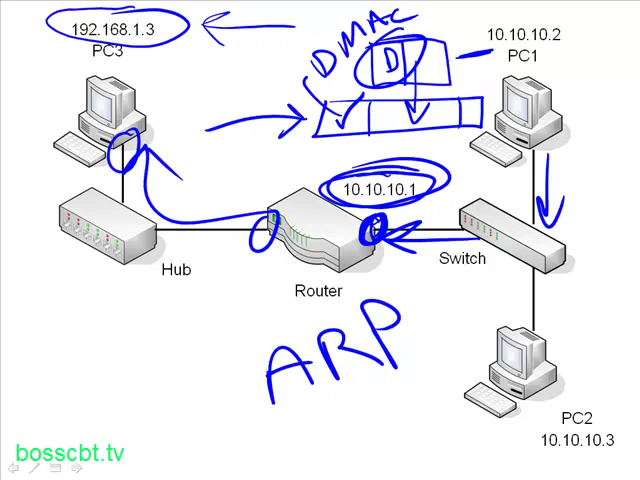 192.168.1.3
PC3
DMAC
D
10.10.10.2
PC1
10.10.10.1
Hub
Router
Switch
ARP
PC2
10.10.10.3
bosscbt.tv